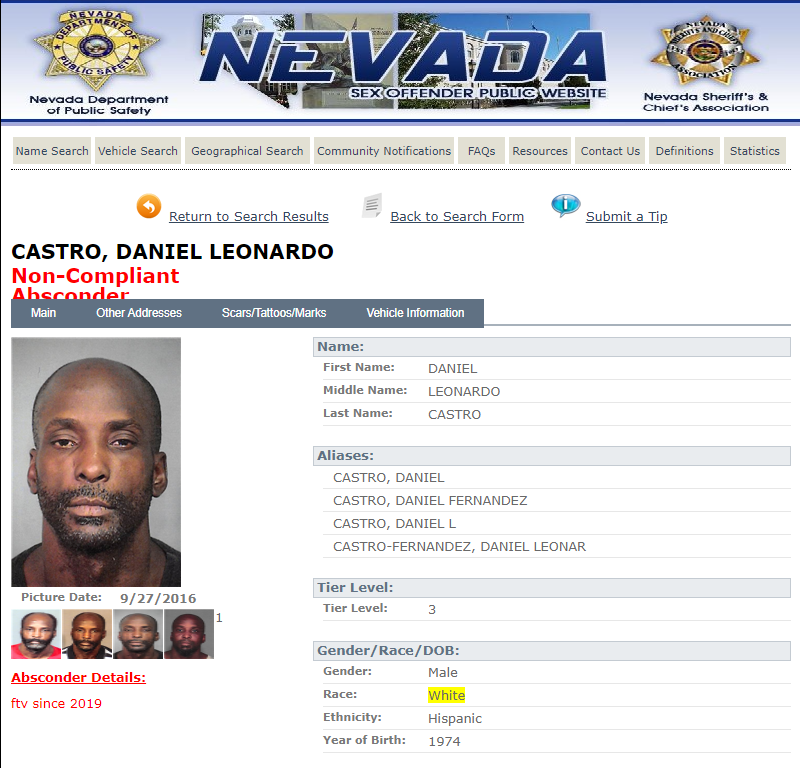 NEVADA
DEPARTMENT OF
PUBLIC SAFETY
Nevada Department
of Public Safety
NEVADA
SEX OFFENDER PUBLIC WEBSITE
NEVADA
ASSOCIATION
Nevada Sheriff's &
Chief's Association
Name Search Vehicle Search Geographical Search Community Notifications FAQs Resources Contact Us Definitions Statistics
Return to Search Results Back to Search Form Submit a Tip
CASTRO, DANIEL LEONARDO
Non-Compliant
Absconder
Main Other Addresses Scars/Tattoos/Marks Vehicle Information
Name:
First Name: DANIEL
Middle Name: LEONARDO
Last Name: CASTRO
Aliases:
CASTRO, DANIEL
CASTRO, DANIEL FERNANDEZ
CASTRO, DANIEL L
CASTRO-FERNANDEZ, DANIEL LEONAR
Tier Level:
Tier Level: 3
Gender/Race/DOB:
Gender: Male
Race: White
Ethnicity: Hispanic
Year of Birth: 1974
Picture Date: 9/27/2016
1
Absconder Details:
ftv since 2019